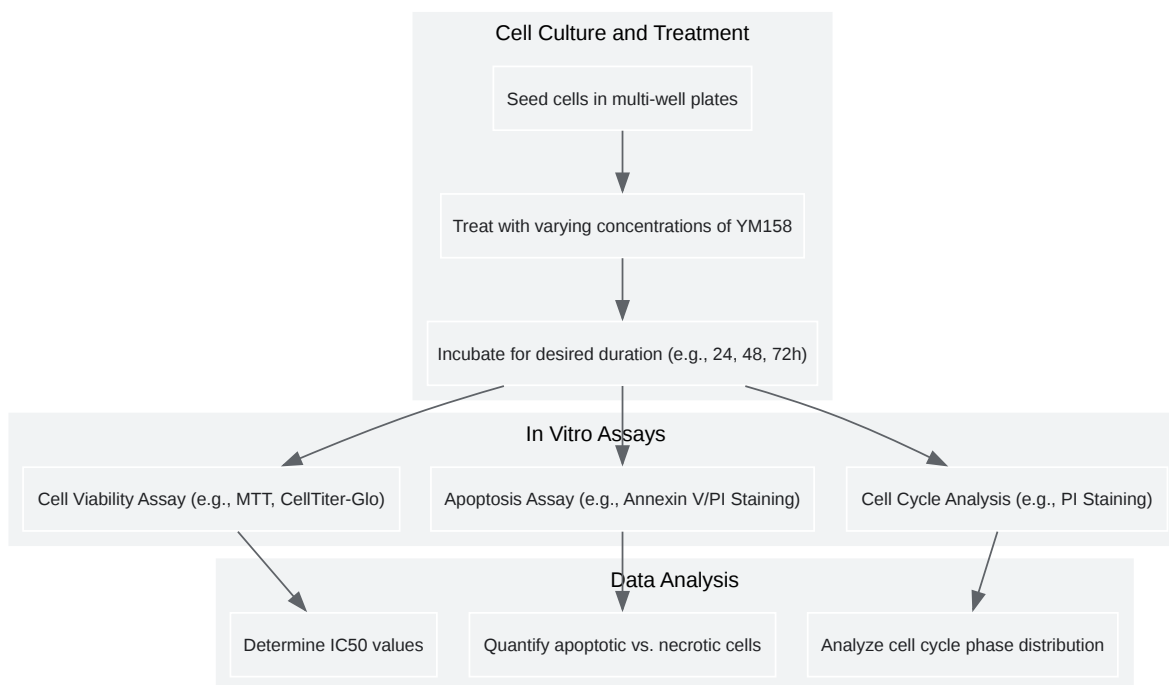 Cell Culture and Treatment
Seed cells in multi-well plates
Treat with varying concentrations of YM158
Incubate for desired duration (e.g., 24, 48, 72h)
In Vitro Assays
Cell Viability Assay (e.g., MTT, CellTiter-Glo)
Apoptosis Assay (e.g., Annexin V/PI Staining)
Cell Cycle Analysis (e.g., PI Staining)
Data Analysis
Determine IC50 values
Quantify apoptotic vs. necrotic cells
Analyze cell cycle phase distribution